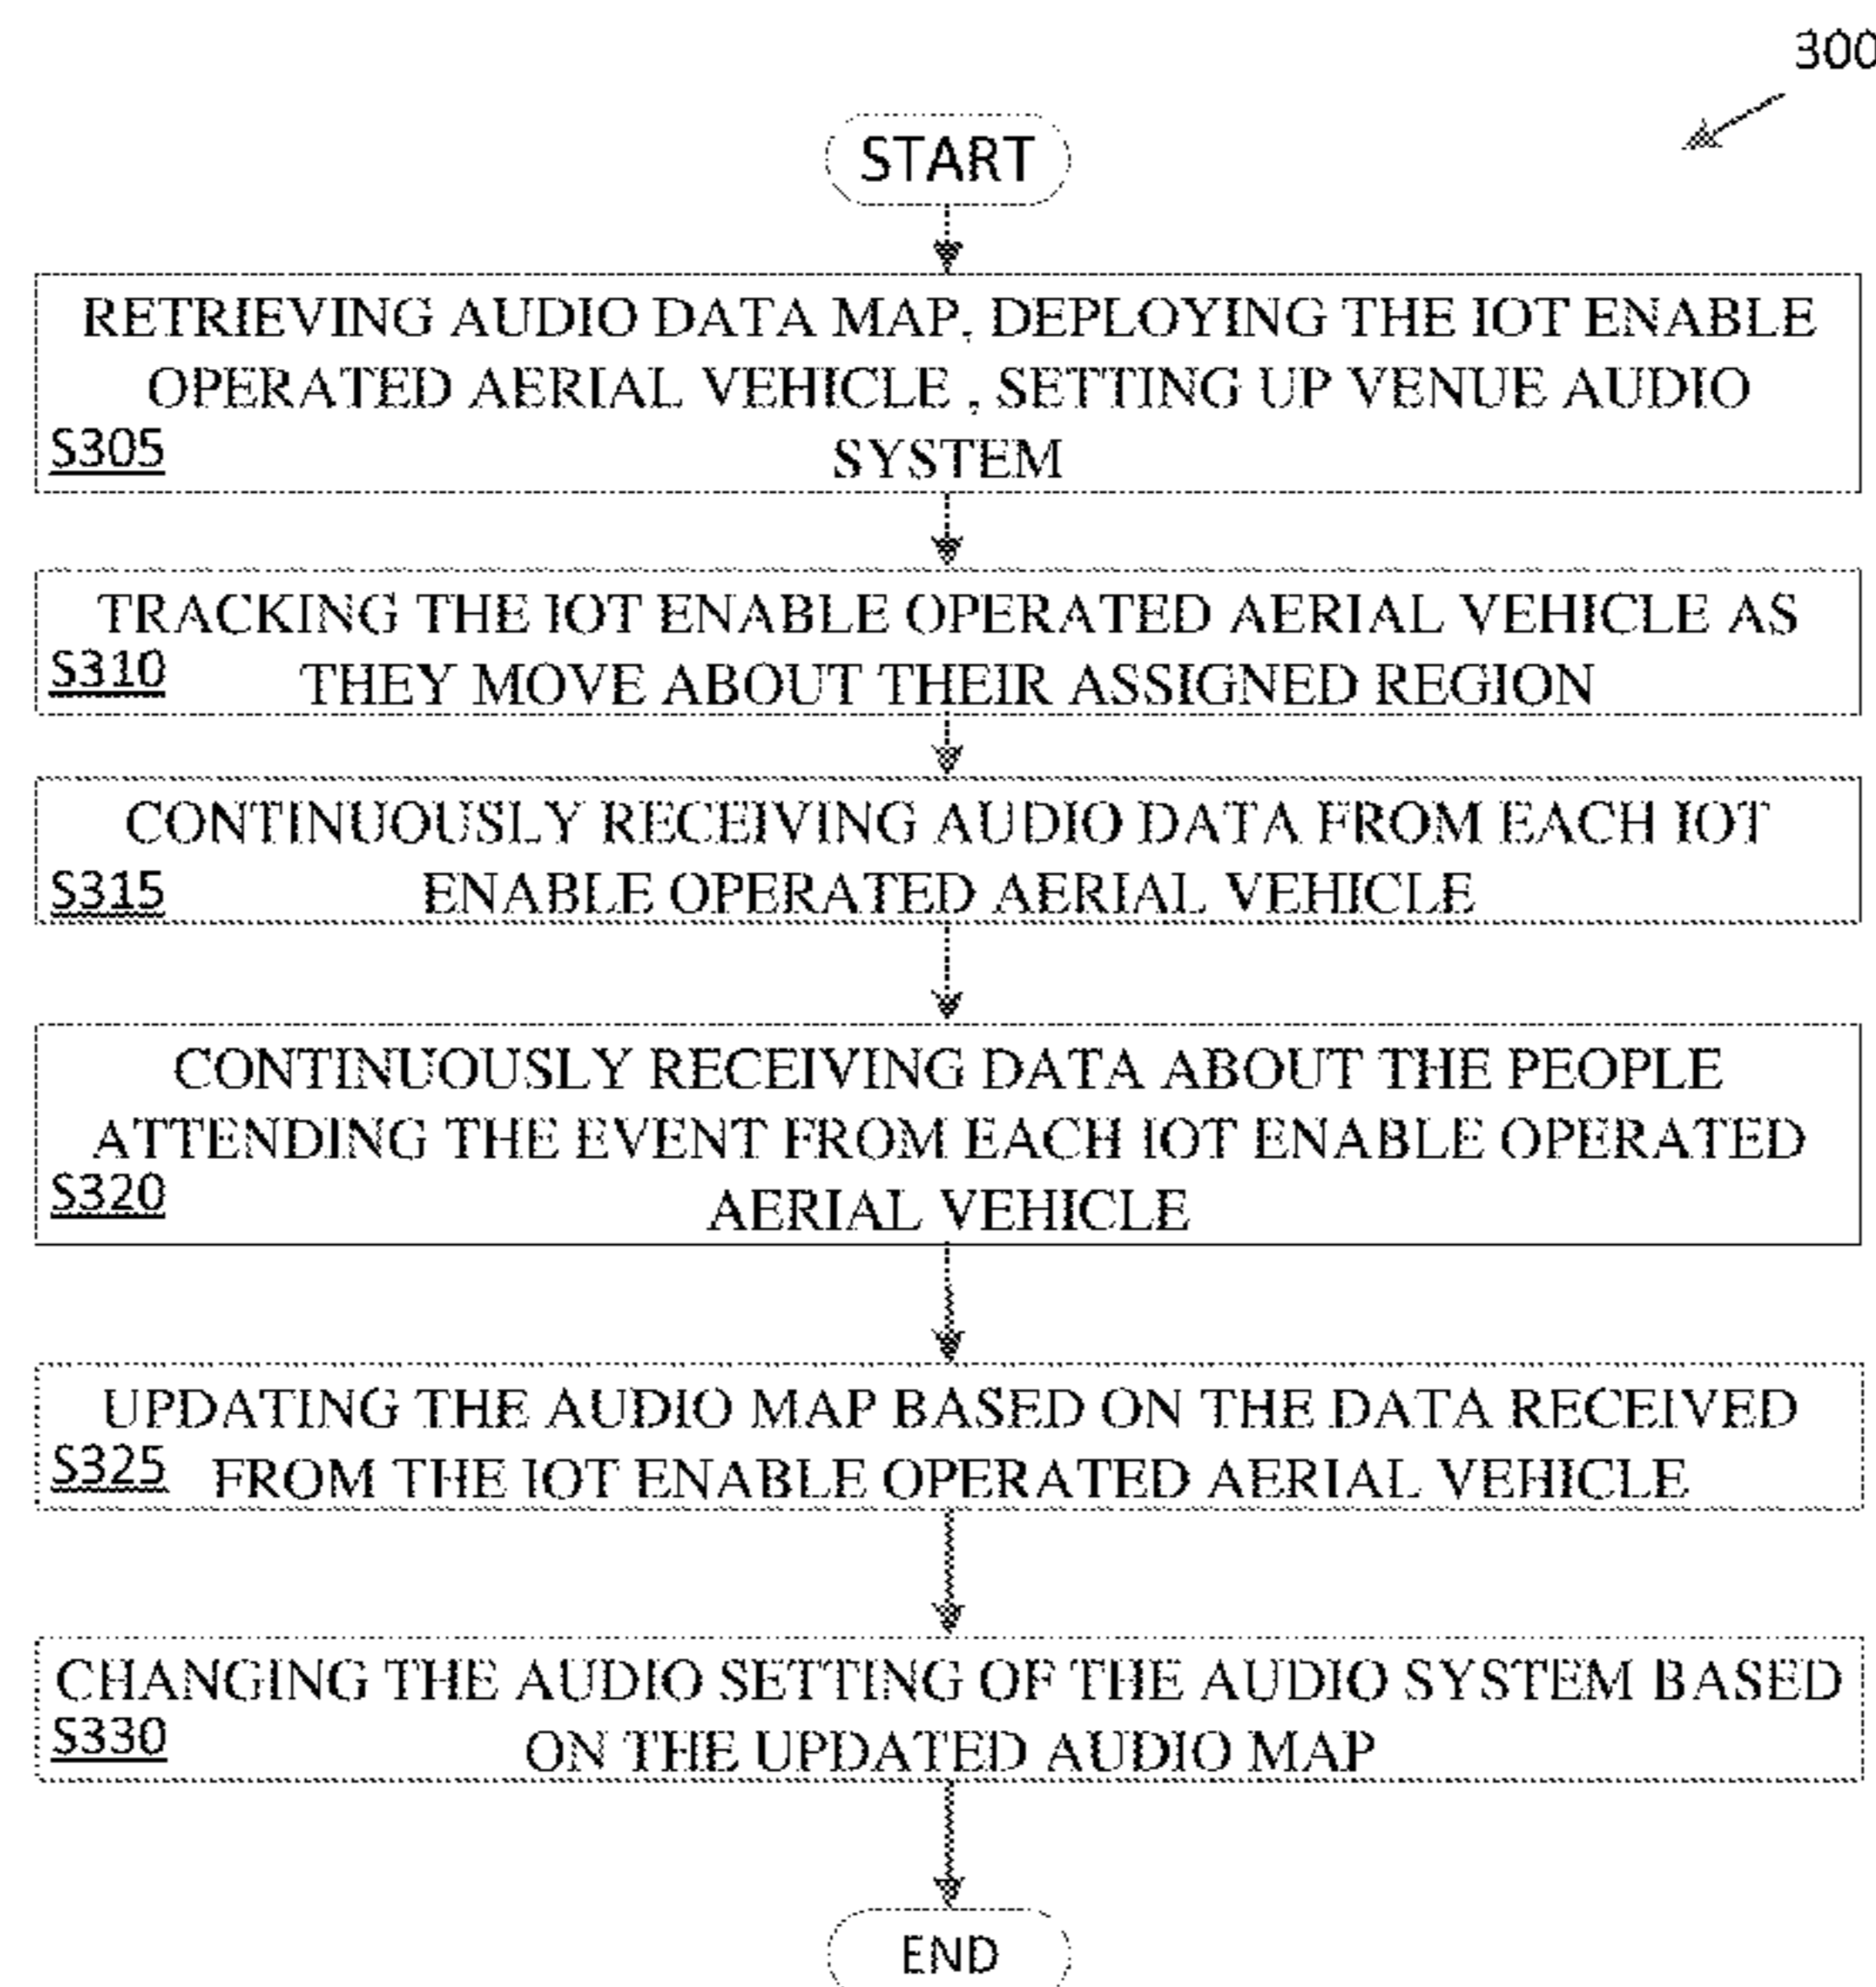 300
START
RETRIEVING AUDIO DATA MAP, DEPLOYING THE IOT ENABLE
OPERATED AERIAL VEHICLE , SETTING UP VENUE AUDIO
SYSTEM
S305
TRACKING THE IOT ENABLE OPERATED AERIAL VEHICLE AS
THEY MOVE ABOUT THEIR ASSIGNED REGION
S310
CONTINUOUSLY RECEIVING AUDIO DATA FROM EACH IOT
ENABLE OPERATED AERIAL VEHICLE
S315
CONTINUOUSLY RECEIVING DATA ABOUT THE PEOPLE
ATTENDING THE EVENT FROM EACH IOT ENABLE OPERATED
AERIAL VEHICLE
S320
UPDATING THE AUDIO MAP BASED ON THE DATA RECEIVED
FROM THE IOT ENABLE OPERATED AERIAL VEHICLE
S325
CHANGING THE AUDIO SETTING OF THE AUDIO SYSTEM BASED
ON THE UPDATED AUDIO MAP
S330
END